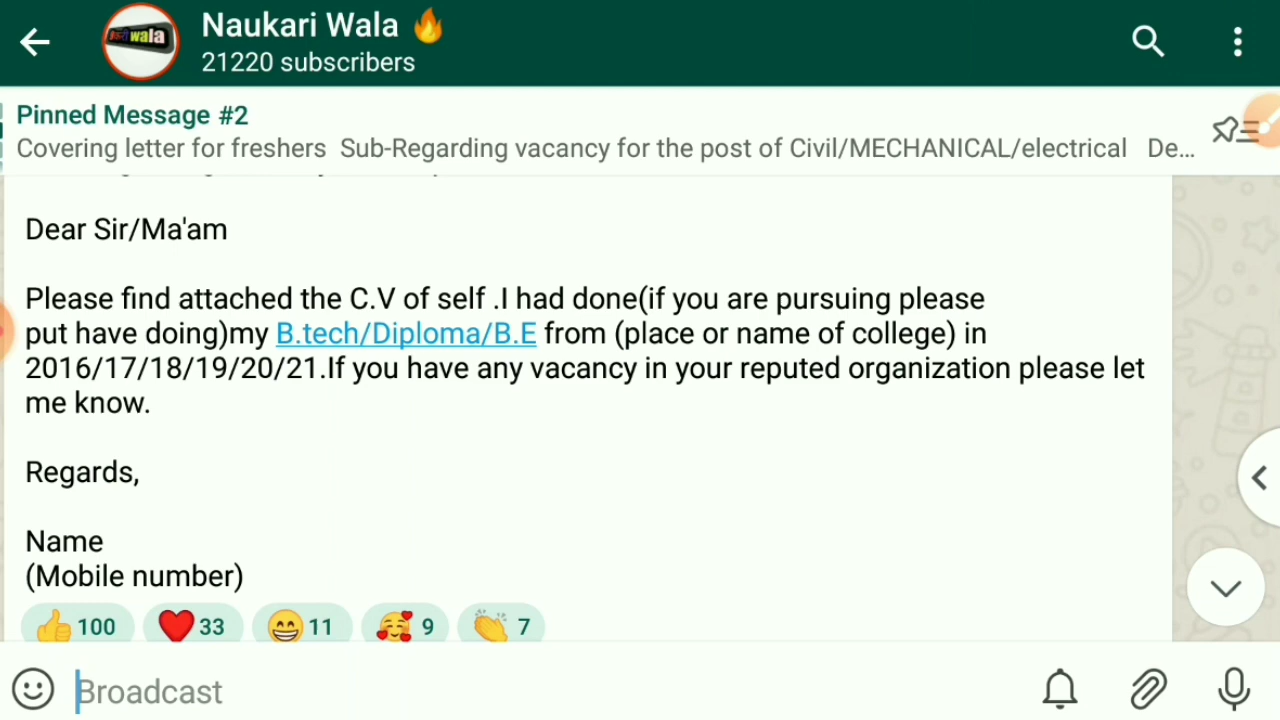 Naukari Wala 🔥
wala
21220 subscribers
Pinned Message #2
Covering letter for freshers Sub-Regarding vacancy for the post of Civil/MECHANICAL/electrical De...
Dear Sir/Ma'am
Please find attached the C.V of self .I had done(if you are pursuing please
put have doing)my B.tech/Diploma/B.E from (place or name of college) in
2016/17/18/19/20/21.If you have any vacancy in your reputed organization please let
me know.
Regards,
Name
(Mobile number)
👍 100 ❤️ 33 😁 11 🥰 9 👏 7
Broadcast